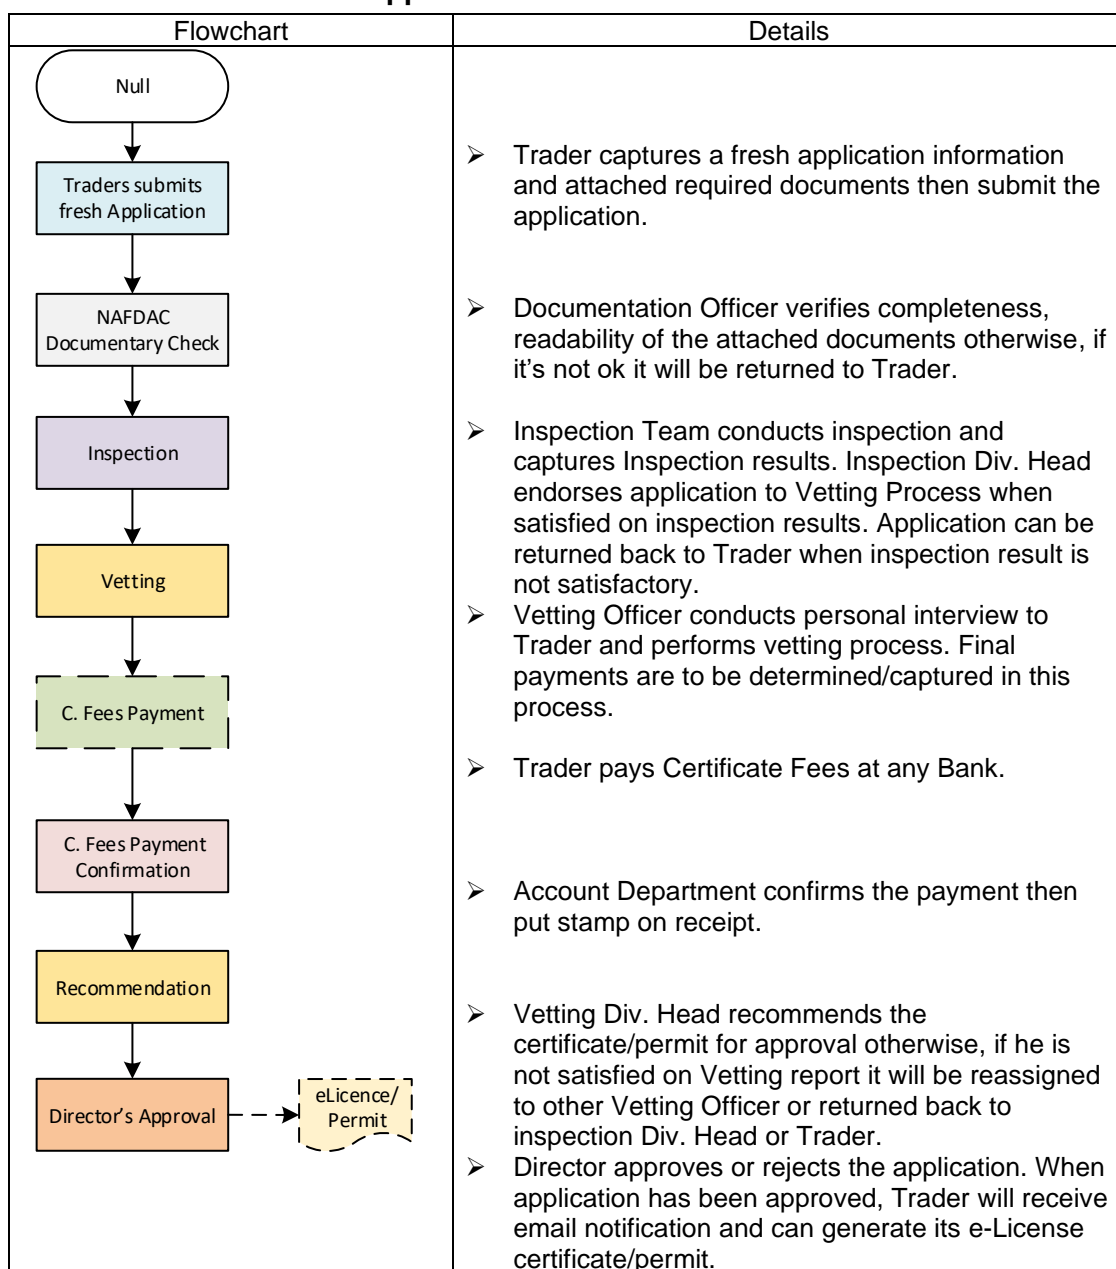 Flowchart
Details
Null
Traders submits
fresh Application
NAFDAC
Documentary Check
Inspection
Vetting
C. Fees Payment
C. Fees Payment
Confirmation
Recommendation
Director's Approval
eLicence/
Permit
➢ Trader captures a fresh application information
and attached required documents then submit the
application.
➢ Documentation Officer verifies completeness,
readability of the attached documents otherwise, if
it's not ok it will be returned to Trader.
➢ Inspection Team conducts inspection and
captures Inspection results. Inspection Div. Head
endorses application to Vetting Process when
satisfied on inspection results. Application can be
returned back to Trader when inspection result is
not satisfactory.
➢ Vetting Officer conducts personal interview to
Trader and performs vetting process. Final
payments are to be determined/captured in this
process.
➢ Trader pays Certificate Fees at any Bank.
➢ Account Department confirms the payment then
put stamp on receipt.
➢ Vetting Div. Head recommends the
certificate/permit for approval otherwise, if he is
not satisfied on Vetting report it will be reassigned
to other Vetting Officer or returned back to
inspection Div. Head or Trader.
➢ Director approves or rejects the application. When
application has been approved, Trader will receive
email notification and can generate its e-License
certificate/permit.